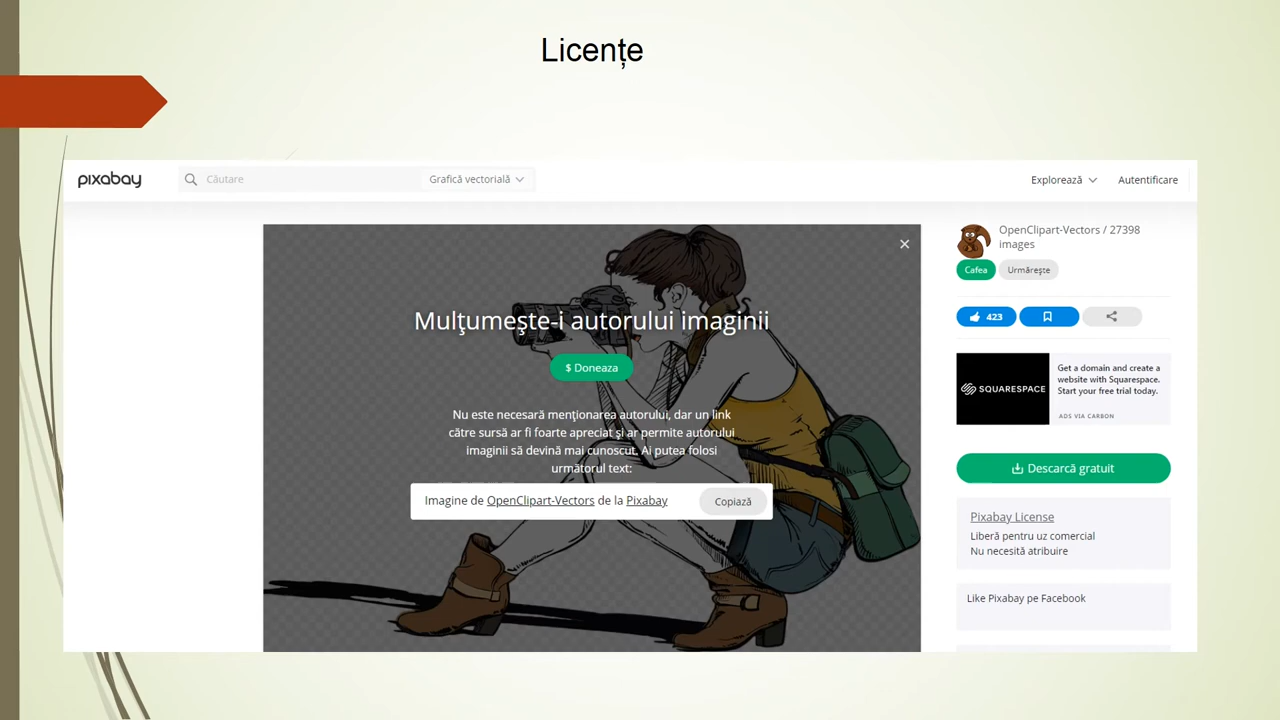 Licențe
pixabay
Căutare
Grafică vectorială
Explorează
Autentificare
Mulţumeşte-i autorului imaginii
$ Doneaza
Nu este necesară menţionarea autorului, dar un link
către sursă ar fi foarte apreciat şi ar permite autorului
imaginii să devină mai cunoscut. Ai putea folosi
următorul text:
Imagine de OpenClipart-Vectors de la Pixabay
Copiază
OpenClipart-Vectors / 27398
images
Cafea
Urmăreşte
423
SQUARESPACE
Get a domain and create a
website with Squarespace.
Start your free trial today.
ADS VIA CARBON
Descarcă gratuit
Pixabay License
Liberă pentru uz comercial
Nu necesită atribuire
Like Pixabay pe Facebook